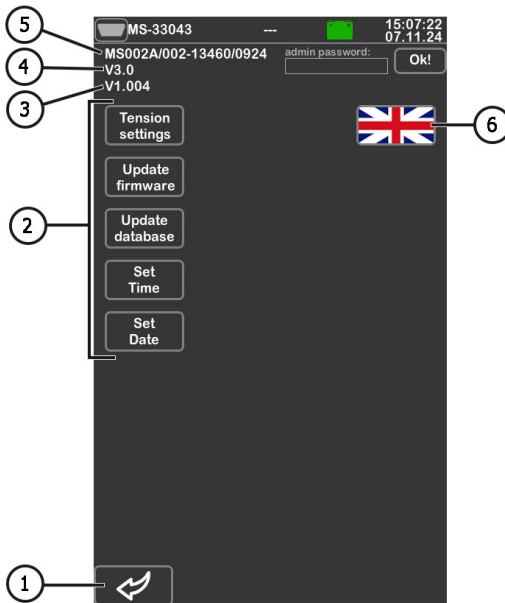 MS-33043 --- 15:07:22
07.11.24
MS002A/002-13460/0924
admin password:
Ok!
V3.0
V1.004
Tension
settings
Update
firmware
Update
database
Set
Time
Set
Date
5
4
3
2
1
6